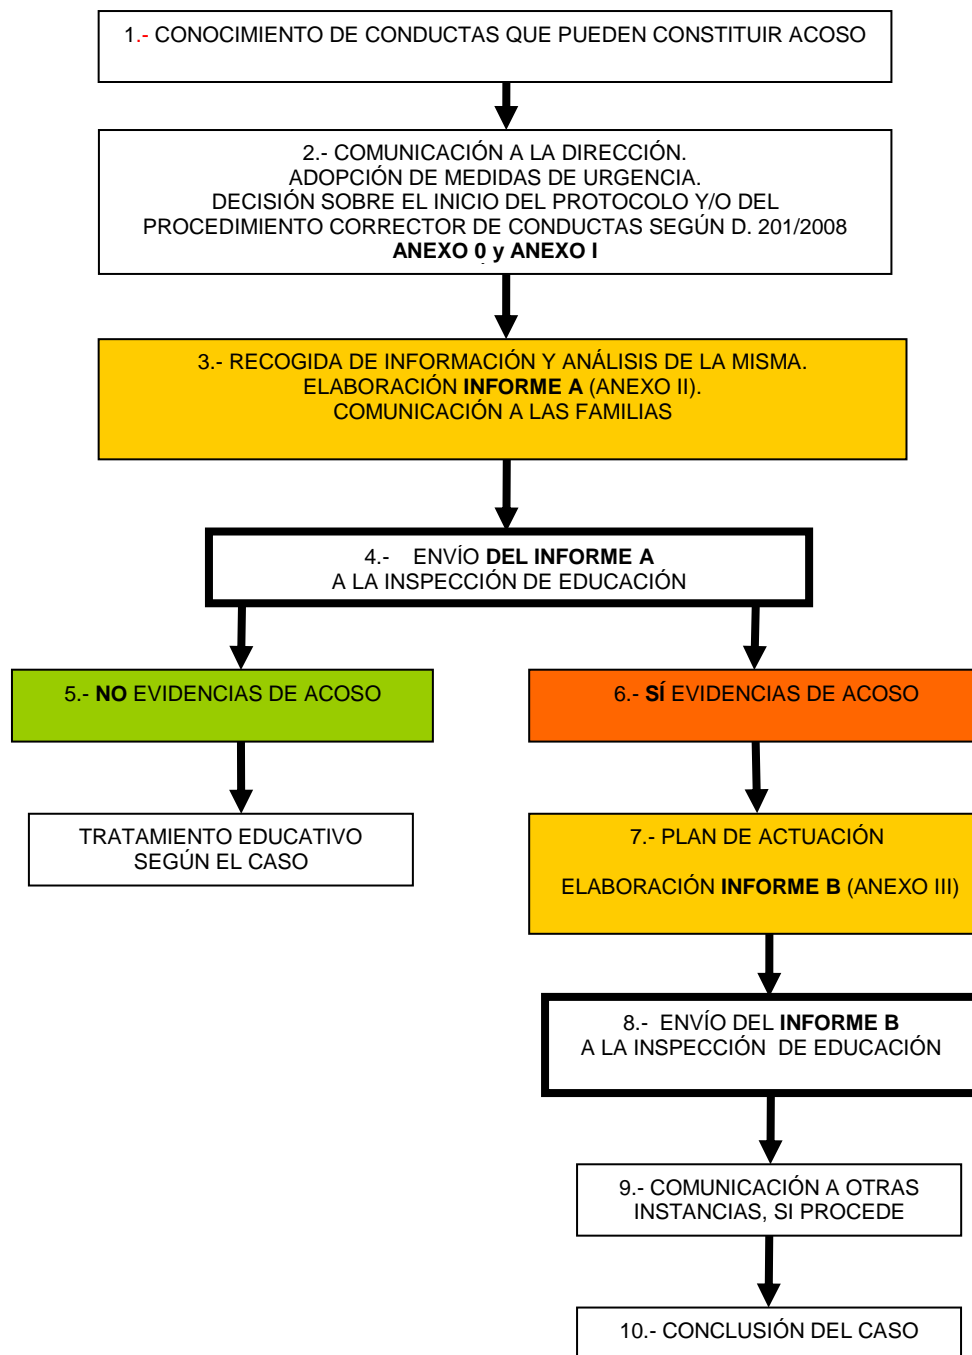 1.- CONOCIMIENTO DE CONDUCTAS QUE PUEDEN CONSTITUIR ACOSO
2.- COMUNICACIÓN A LA DIRECCIÓN.
ADOPCIÓN DE MEDIDAS DE URGENCIA.
DECISIÓN SOBRE EL INICIO DEL PROTOCOLO Y/O DEL
PROCEDIMIENTO CORRECTOR DE CONDUCTAS SEGÚN D. 201/2008
ANEXO 0 y ANEXO I
3.- RECOGIDA DE INFORMACIÓN Y ANÁLISIS DE LA MISMA.
ELABORACIÓN INFORME A (ANEXO II).
COMUNICACIÓN A LAS FAMILIAS
4.- ENVÍO DEL INFORME A
A LA INSPECCIÓN DE EDUCACIÓN
5.- NO EVIDENCIAS DE ACOSO
6.- SÍ EVIDENCIAS DE ACOSO
TRATAMIENTO EDUCATIVO
SEGÚN EL CASO
7.- PLAN DE ACTUACIÓN
ELABORACIÓN INFORME B (ANEXO III)
8.- ENVÍO DEL INFORME B
A LA INSPECCIÓN DE EDUCACIÓN
9.- COMUNICACIÓN A OTRAS
INSTANCIAS, SI PROCEDE
10.- CONCLUSIÓN DEL CASO